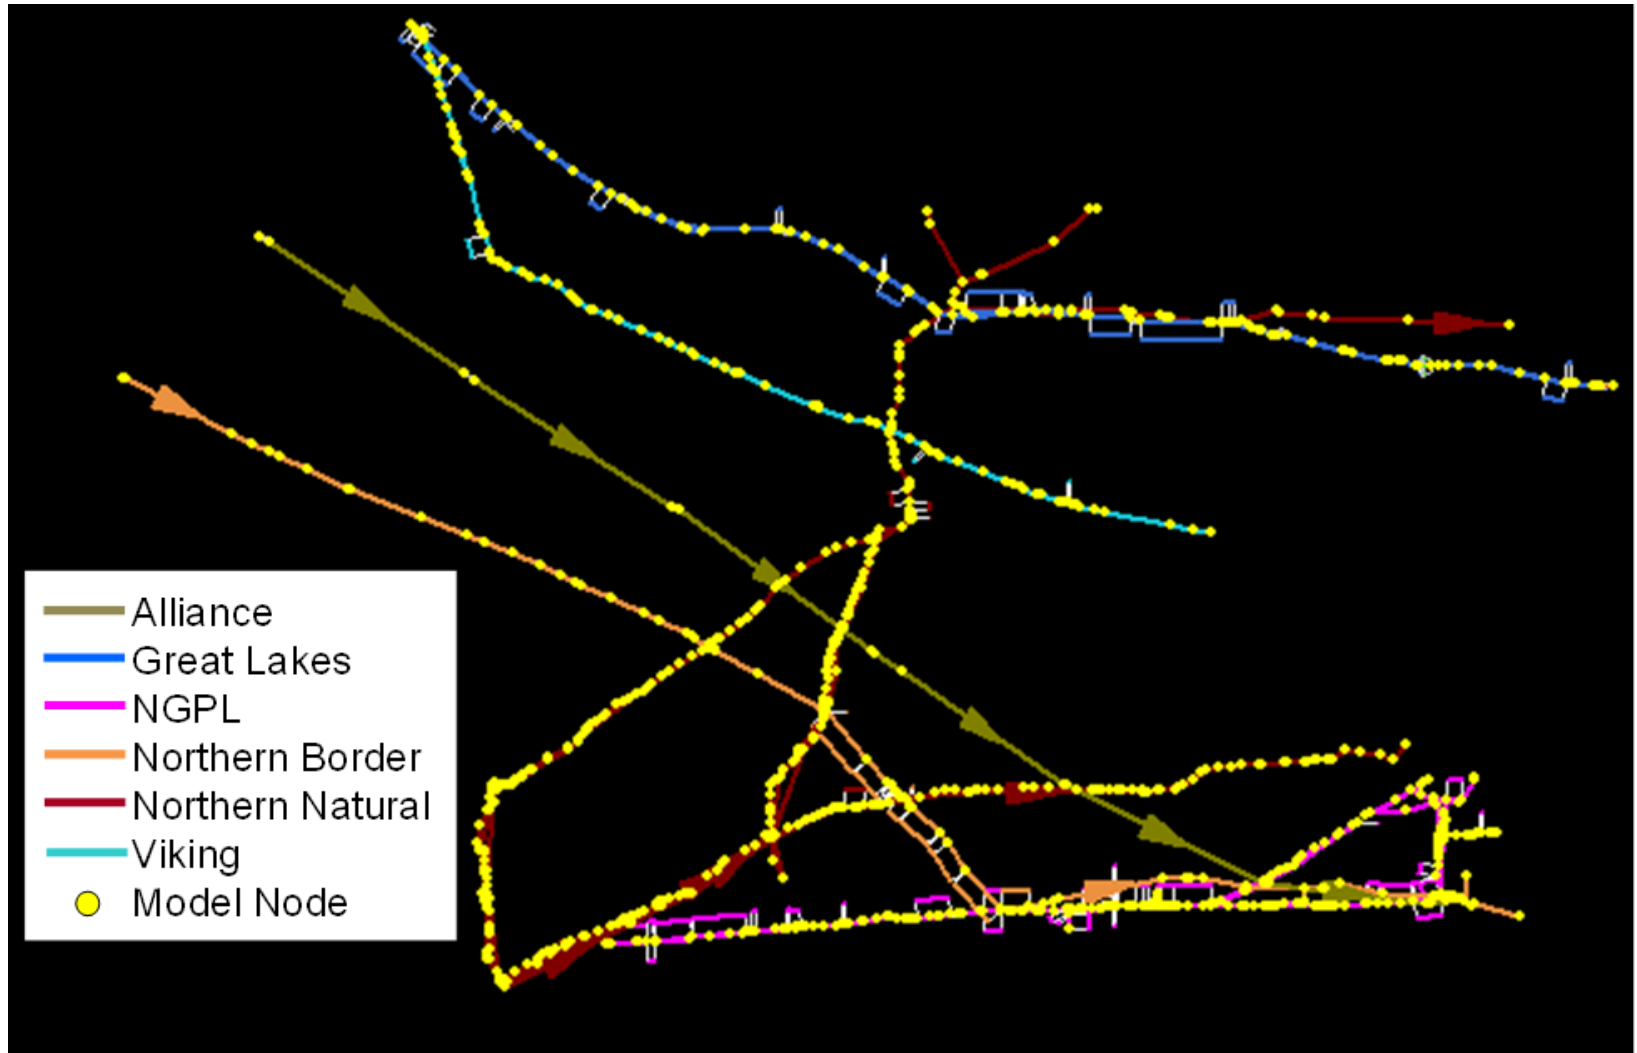 Alliance
Great Lakes
NGPL
Northern Border
Northern Natural
Viking
Model Node